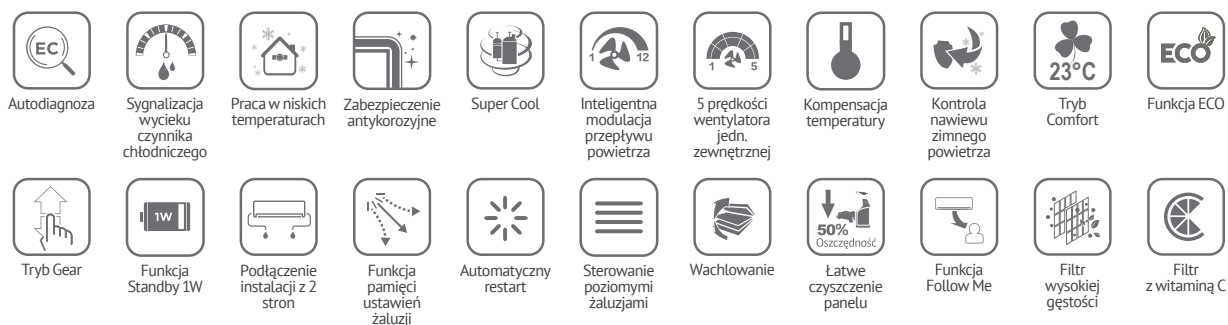 EC
1 12
1 5
23°C
ECO
Autodiagnoza
Sygnalizacja
wycieku
czynnika
chłodniczego
Praca w niskich
temperaturach
Zabezpieczenie
antykorozyjne
Super Cool
Inteligentna
modulacja
przepływu
powietrza
5 prędkości
wentylatora
jedn.
zewnętrznej
Kompensacja
temperatury
Kontrola
nawiewu
zimnego
powietrza
Tryb
Comfort
Funkcja ECO
1W
50%
Oszczędność
Tryb Gear
Funkcja
Standby 1W
Podłączenie
instalacji z 2
stron
Funkcja
pamięci
ustawień
żaluzji
Automatyczny
restart
Sterowanie
poziomymi
żaluzjami
Wachlowanie
Łatwe
czyszczenie
panelu
Funkcja
Follow Me
Filtr
wysokiej
gęstości
Filtr
z witaminą C